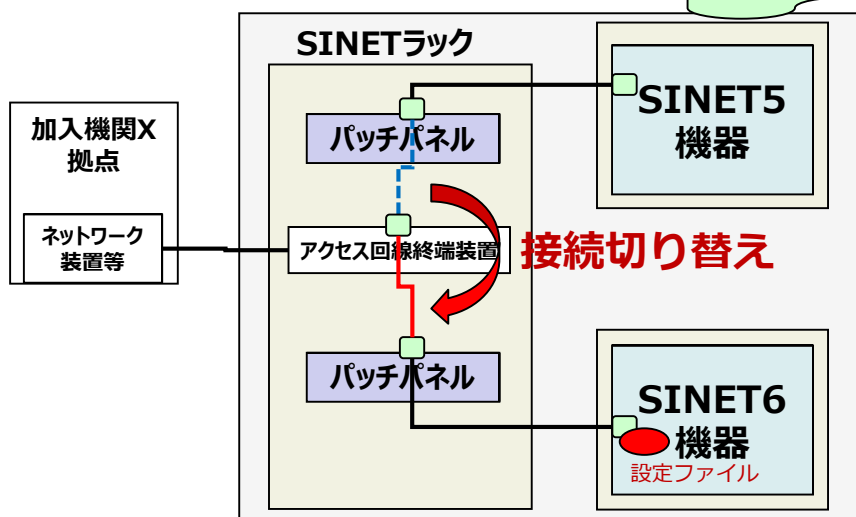 SINETラック
加入機関X
拠点
ネットワーク
装置等
パッチパネル
アクセス回線終端装置
パッチパネル
SINET5
機器
接続切り替え
SINET6
機器
設定ファイル